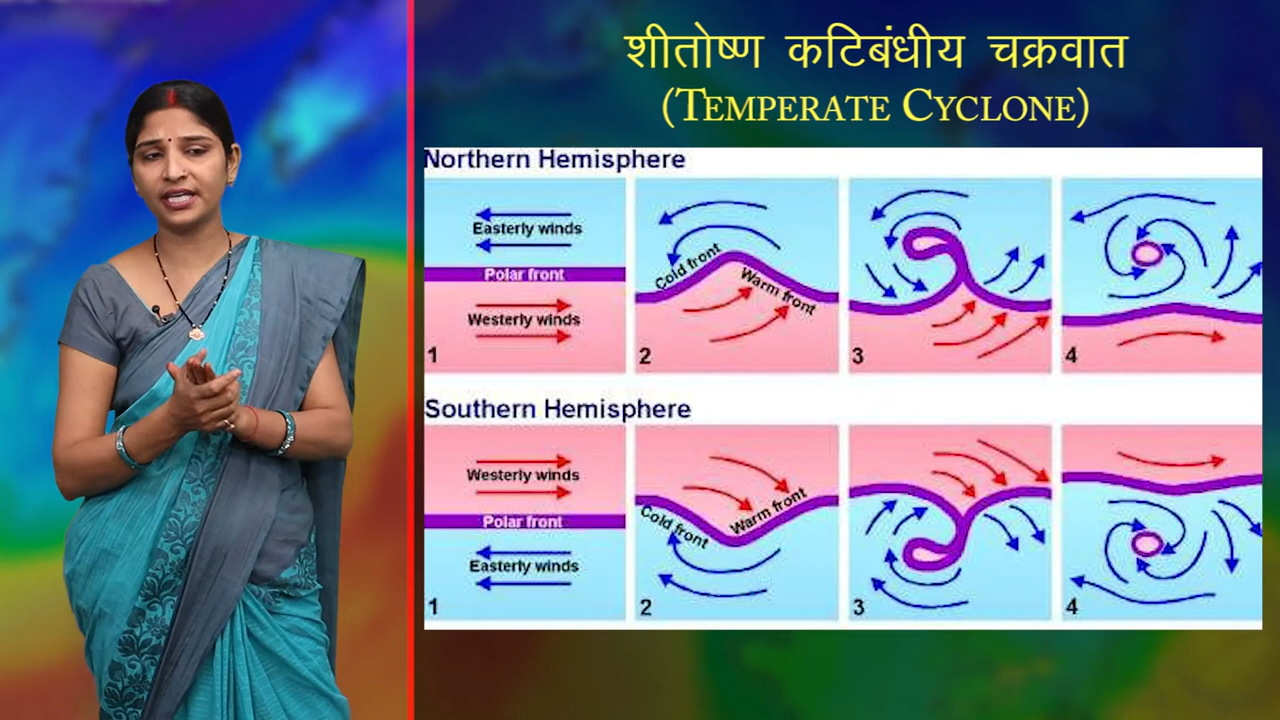 शीतोष्ण कटिबंधीय चक्रवात
(TEMPERATE CYCLONE)
Northern Hemisphere
Easterly winds
Polar front
Westerly winds
1
Cold front
Warm front
2
3
4
Southern Hemisphere
Westerly winds
Polar front
Easterly winds
1
Cold front
Warm front
2
3
4